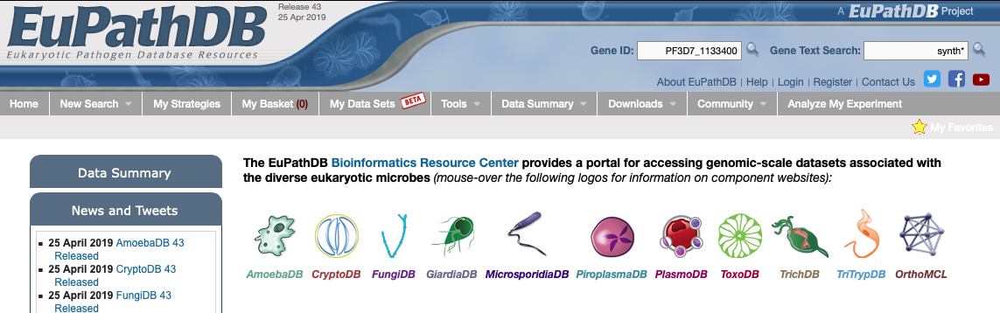 EuPathDB
Eukaryotic Pathogen Database Resources
Release 43
25 Apr 2019
A EuPathDB Project
Gene ID: PF3D7_1133400 Gene Text Search: synth*
About EuPathDB | Help | Login | Register | Contact Us
Home New Search My Strategies My Basket (0) My Data Sets BETA Tools Data Summary Downloads Community Analyze My Experiment
My Favorites
Data Summary
News and Tweets
25 April 2019 AmoebaDB 43
Released
25 April 2019 CryptoDB 43
Released
25 April 2019 FungiDB 43
Released
The EuPathDB Bioinformatics Resource Center provides a portal for accessing genomic-scale datasets associated with
the diverse eukaryotic microbes (mouse-over the following logos for information on component websites):
AmoebaDB CryptoDB FungiDB GiardiaDB MicrosporidiaDB PiroplasmaDB PlasmoDB ToxoDB TrichDB TriTrypDB OrthoMCL